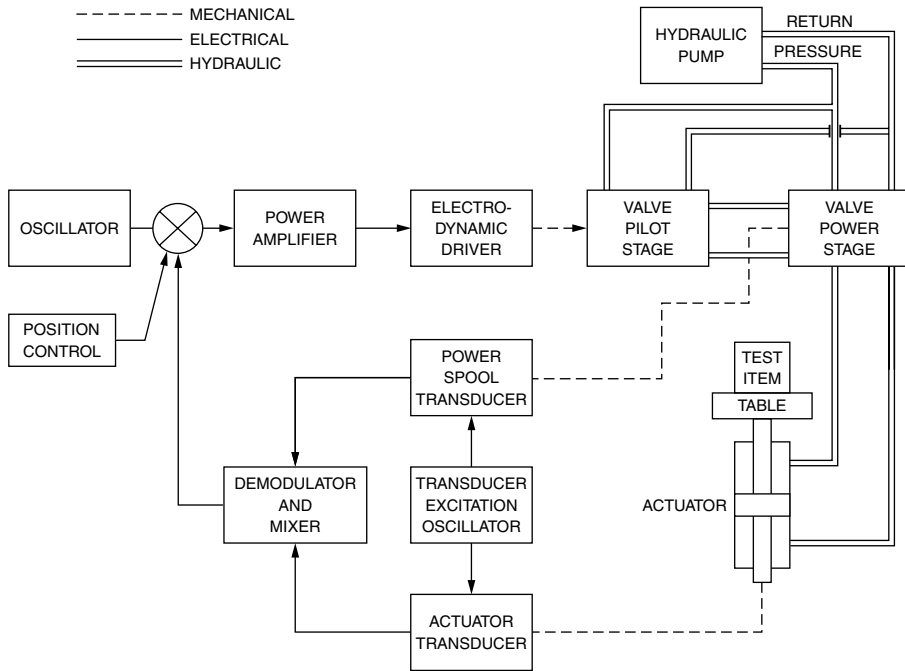 MECHANICAL
ELECTRICAL
HYDRAULIC
HYDRAULIC
PUMP
RETURN
PRESSURE
OSCILLATOR
POWER
AMPLIFIER
ELECTRO-
DYNAMIC
DRIVER
VALVE
PILOT
STAGE
VALVE
POWER
STAGE
POSITION
CONTROL
POWER
SPOOL
TRANSDUCER
TEST
ITEM
TABLE
DEMODULATOR
AND
MIXER
TRANSDUCER
EXCITATION
OSCILLATOR
ACTUATOR
ACTUATOR
TRANSDUCER